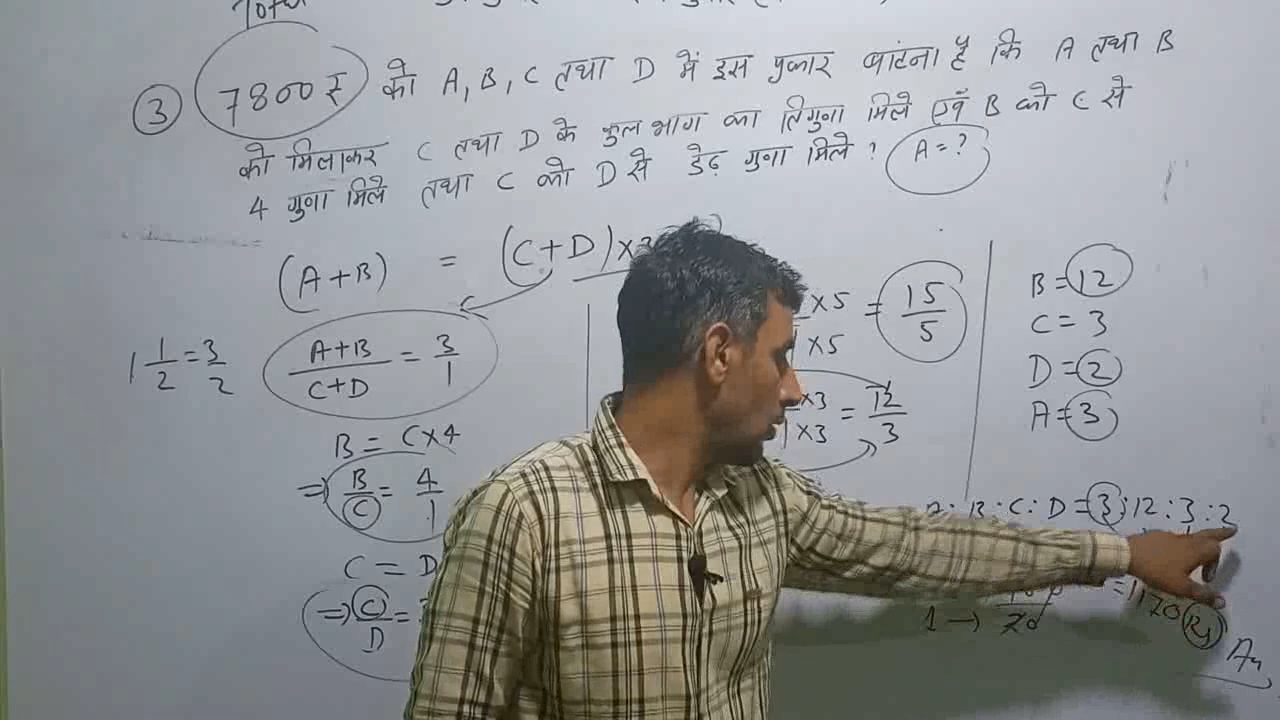 Total
③ 7800₹ को A, B, C तथा D में इस प्रकार बांटना है कि A तथा B
को मिलाकर C तथा D के कुल भाग का तिगुना मिले एवं B को C से
4 गुणा मिले तथा C को D से डेढ़ गुणा मिले ? A = ?
(A+B) = (C+D)×3
1 1/2 = 3/2
A+B/C+D = 3/1
B = C×4
⇒ B/C = 4/1
C = D
⇒ C/D =
×5/×5 = 15/5
×3/1×3 = 12/3
B = 12
C = 3
D = 2
A = 3
A : B : C : D = 3 : 12 : 3 : 2
1 →
= 1170 Rs